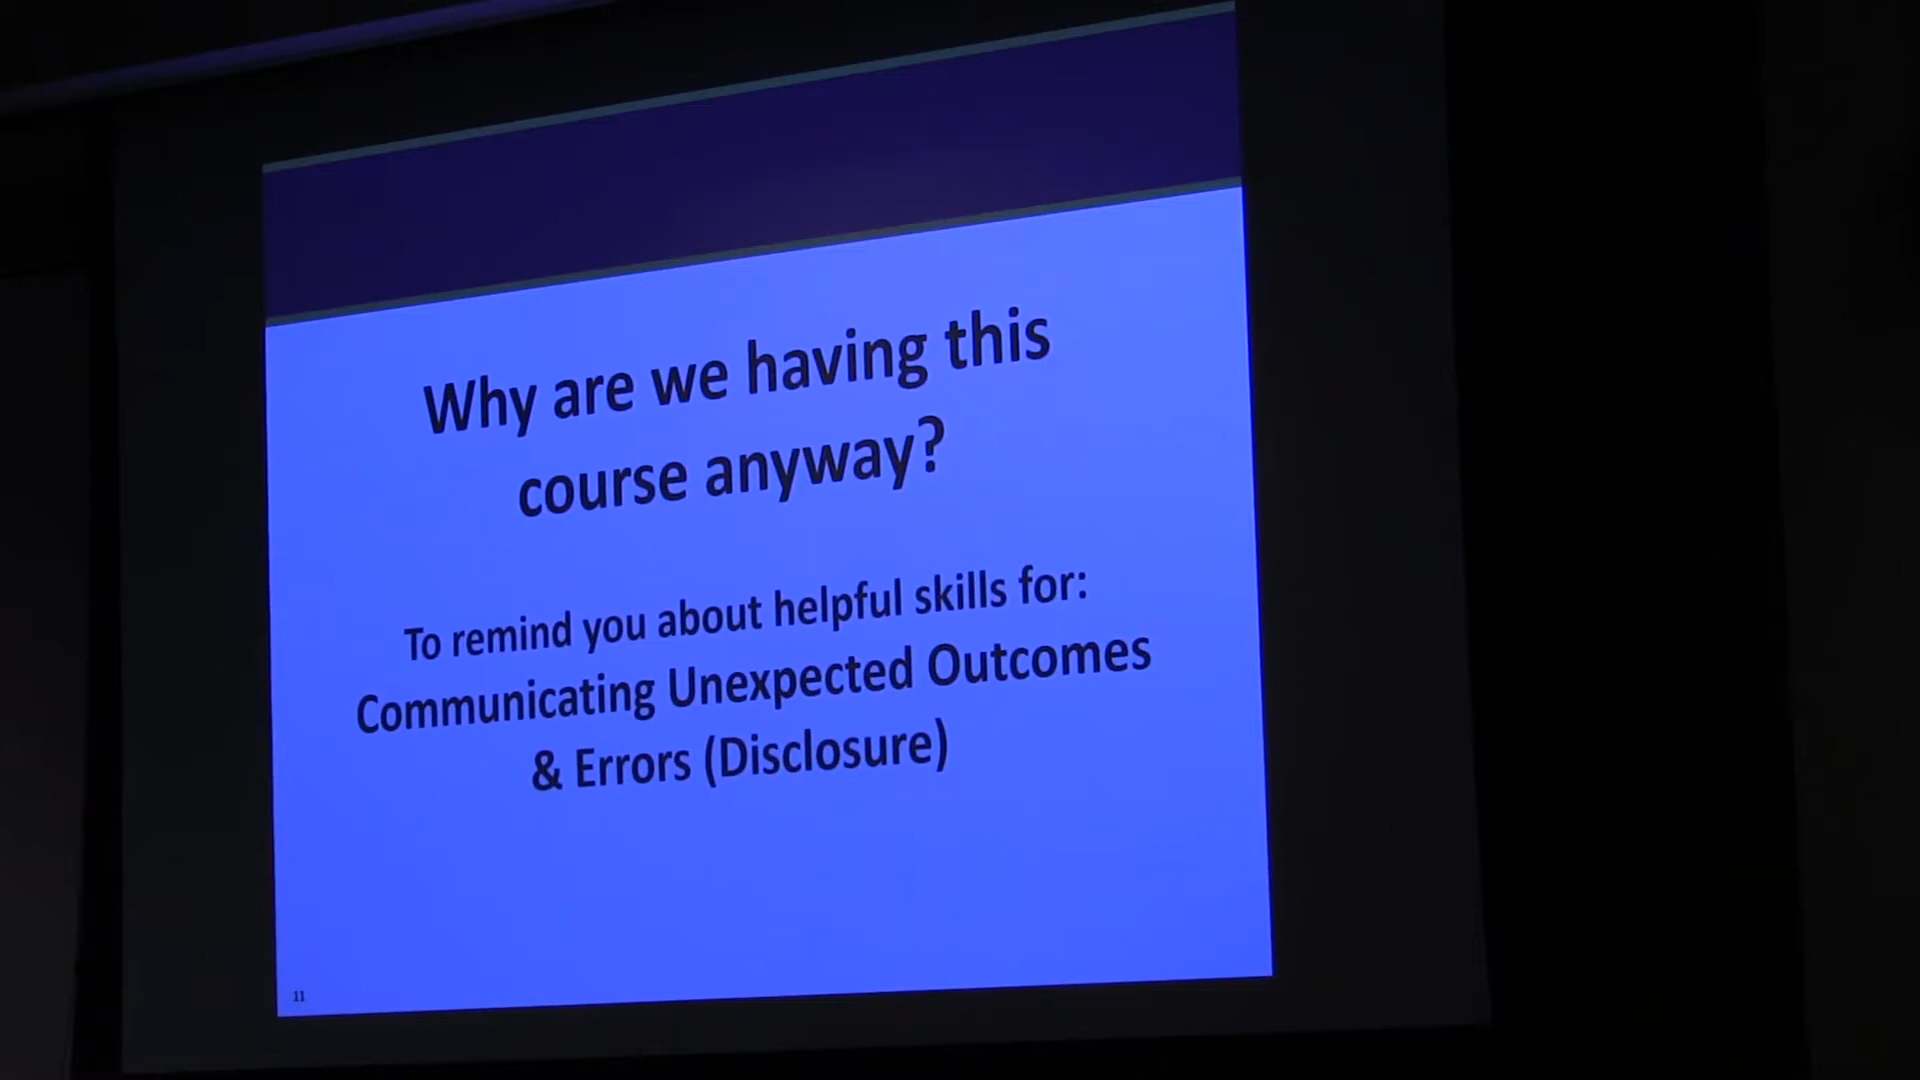 Why are we having this
course anyway?
To remind you about helpful skills for:
Communicating Unexpected Outcomes
& Errors (Disclosure)
11